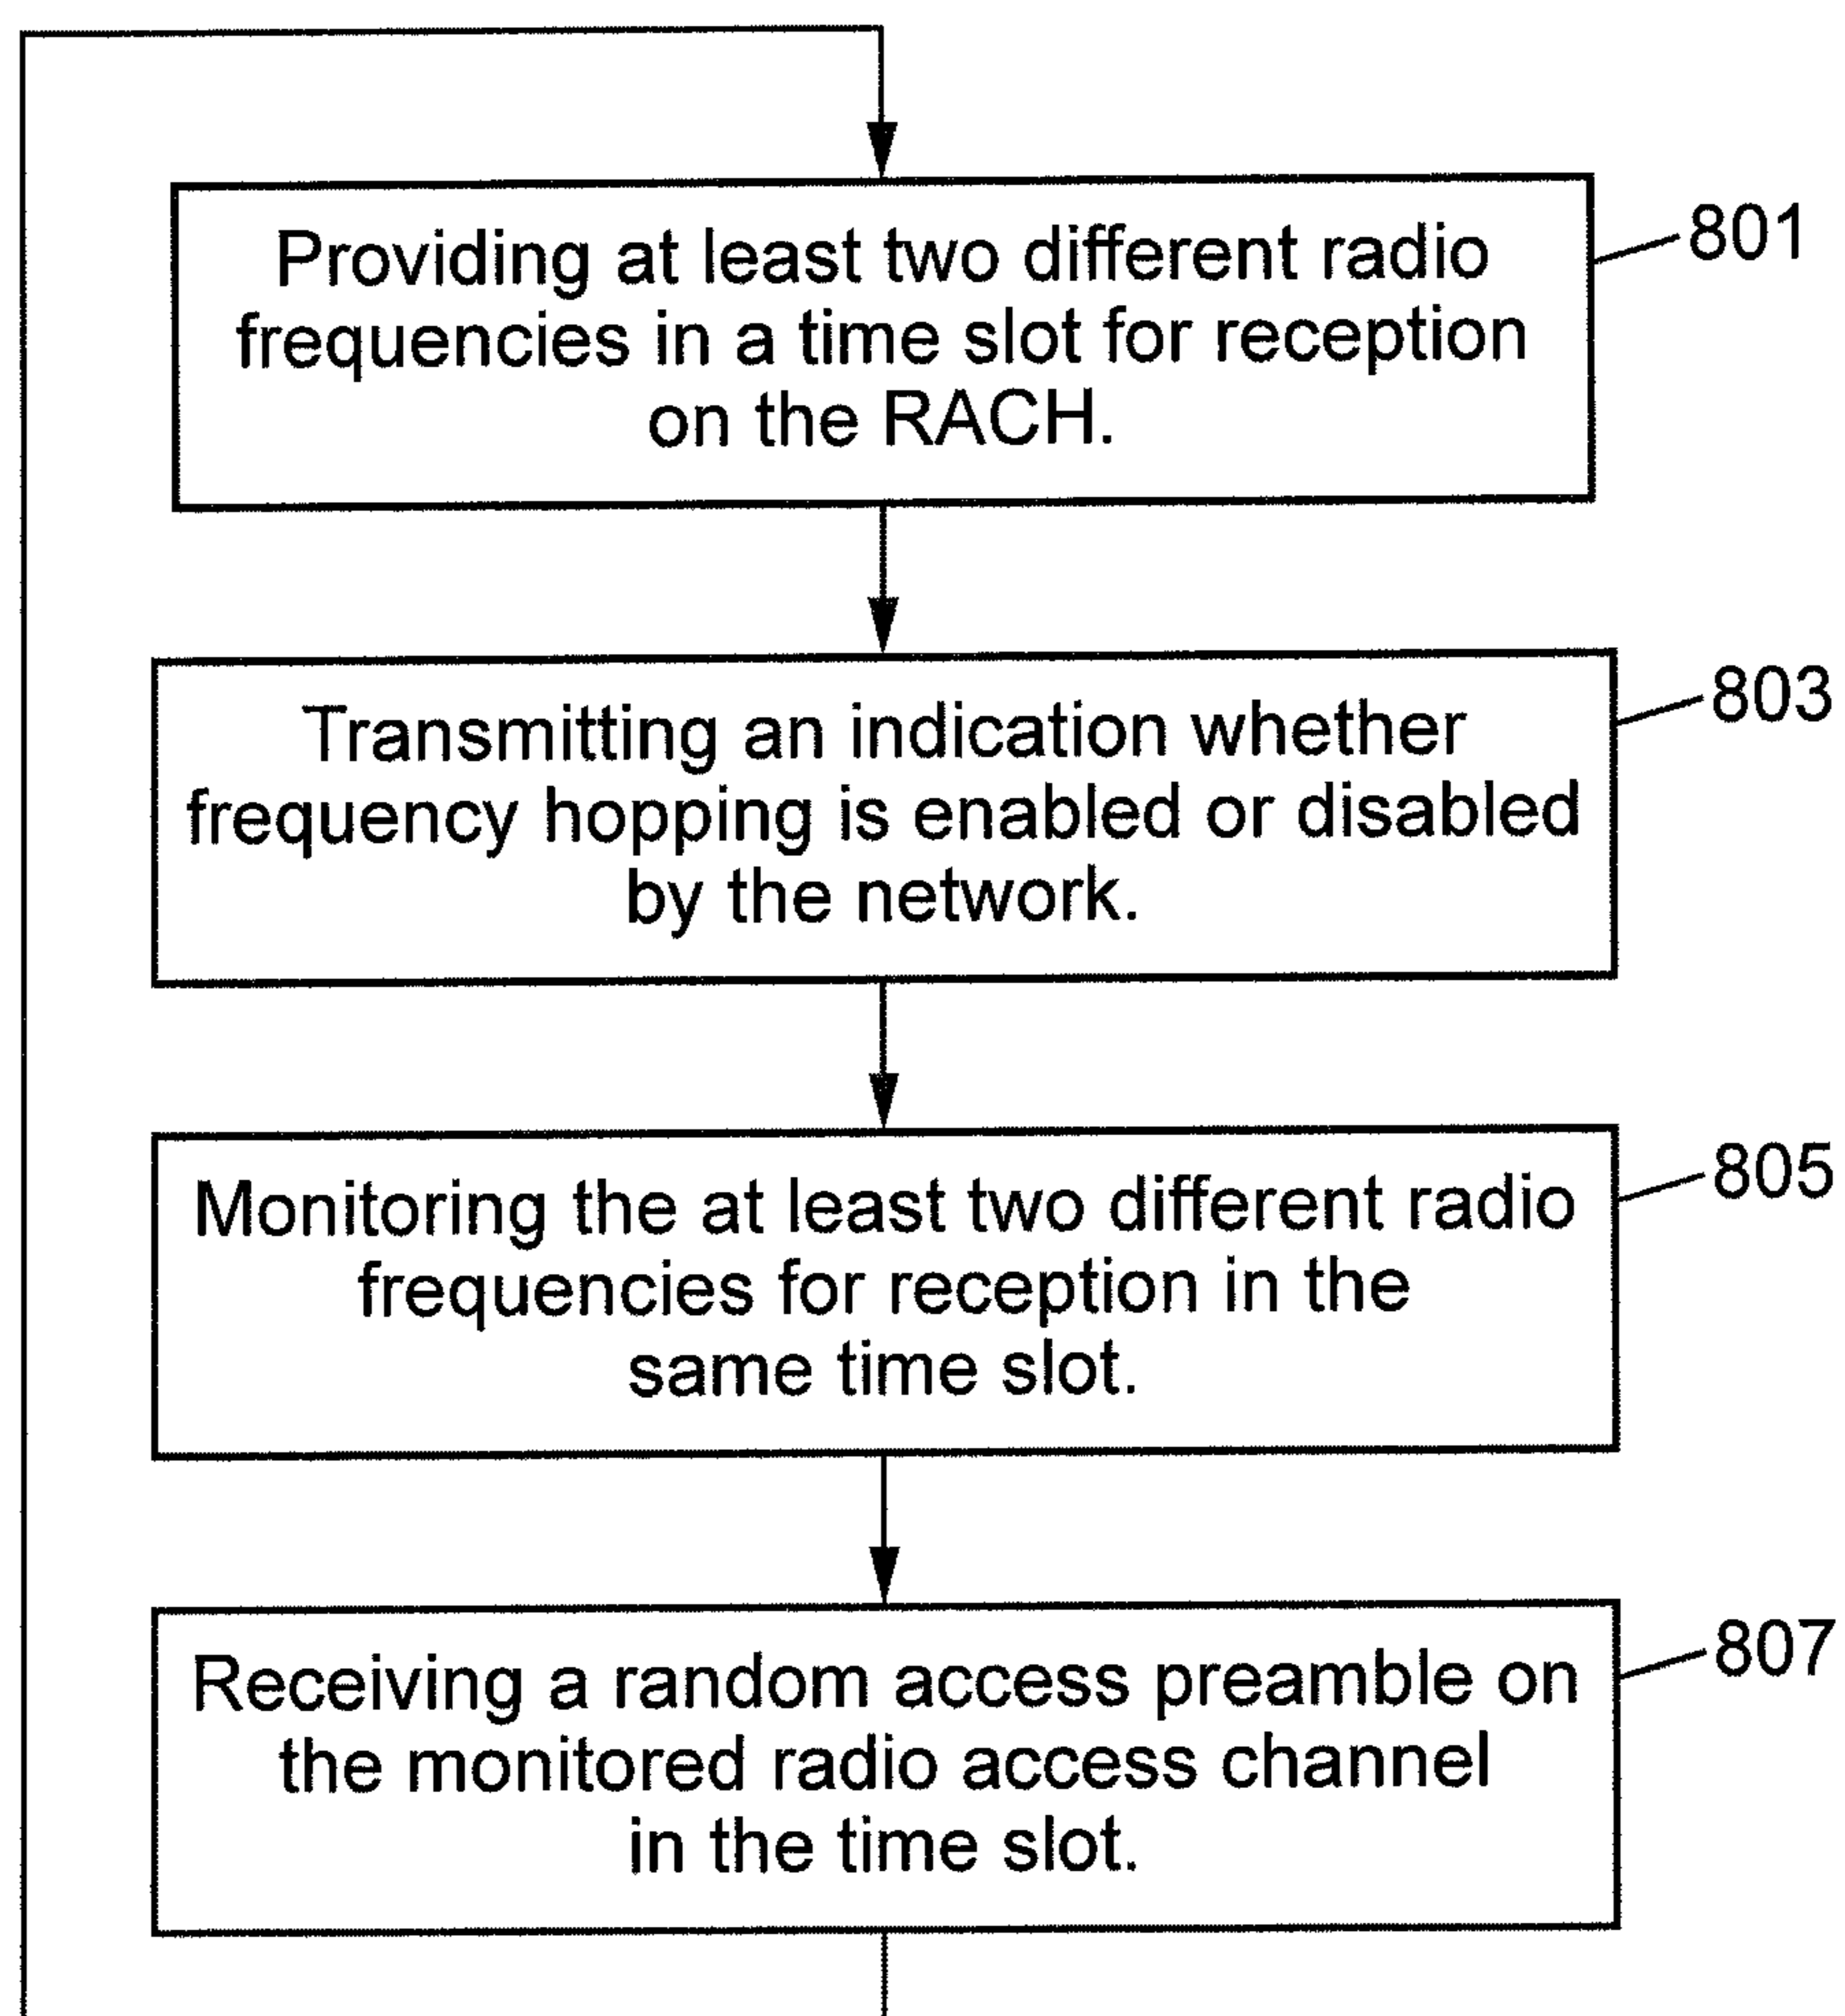 Providing at least two different radio
frequencies in a time slot for reception
on the RACH.
801
Transmitting an indication whether
frequency hopping is enabled or disabled
by the network.
803
Monitoring the at least two different radio
frequencies for reception in the
same time slot.
805
Receiving a random access preamble on
the monitored radio access channel
in the time slot.
807